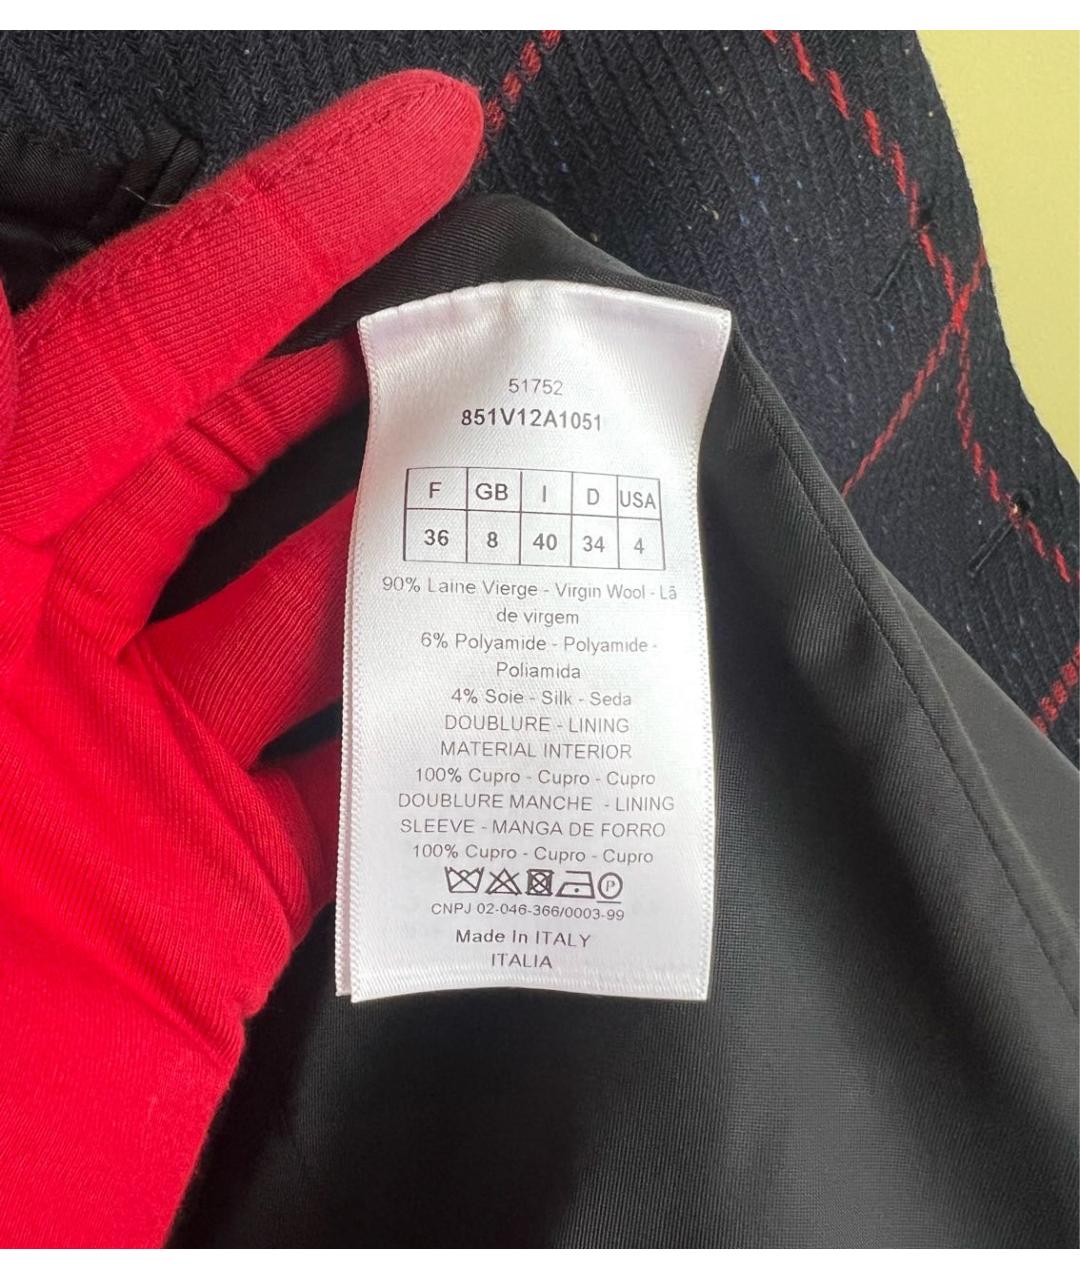 51752
851V12A1051
F GB I D USA
36 8 40 34 4
90% Laine Vierge - Virgin Wool - Lã
de virgem
6% Polyamide - Polyamide -
Poliamida
4% Soie - Silk - Seda
DOUBLURE - LINING
MATERIAL INTERIOR
100% Cupro - Cupro - Cupro
DOUBLURE MANCHE - LINING
SLEEVE - MANGA DE FORRO
100% Cupro - Cupro - Cupro
P
CNPJ 02-046-366/0003-99
Made In ITALY
ITALIA